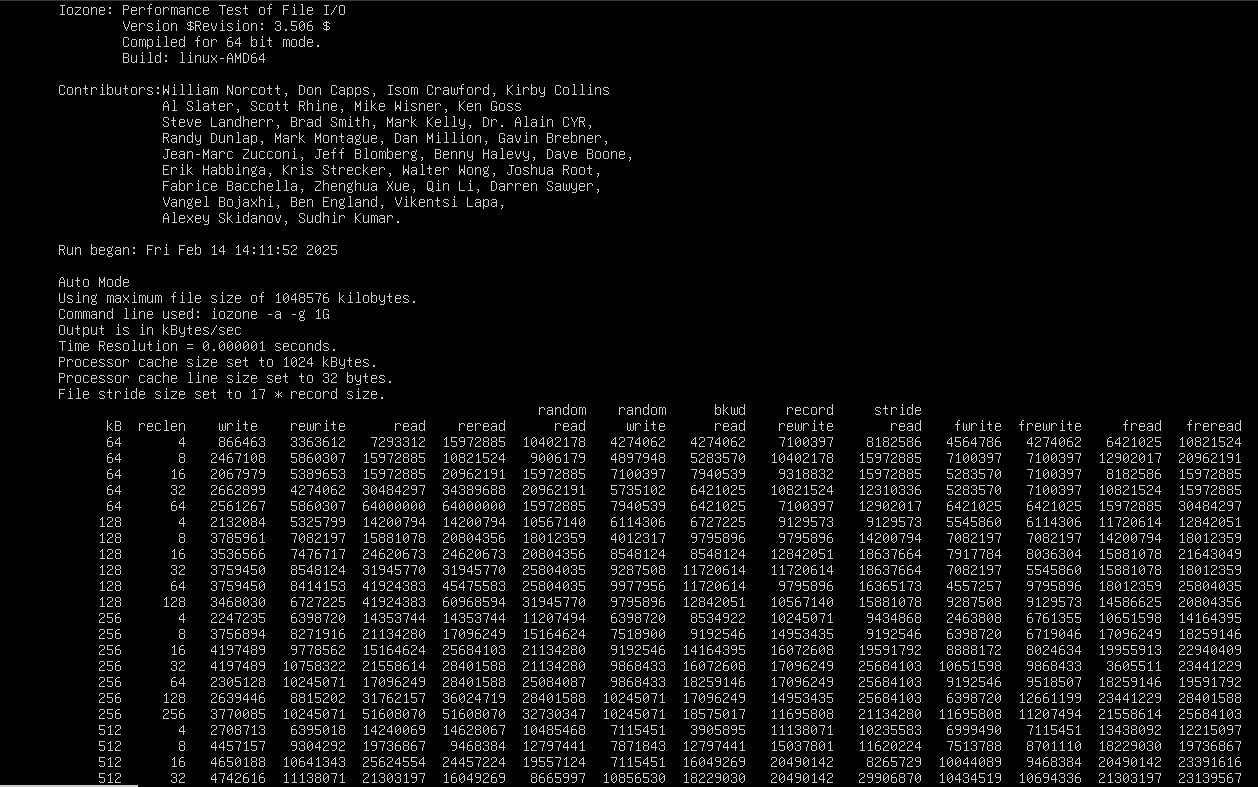 Iozone: Performance Test of File I/O
Version $Revision: 3.506 $
Compiled for 64 bit mode.
Build: linux-AMD64
Contributors:William Norcott, Don Capps, Isom Crawford, Kirby Collins
Al Slater, Scott Rhine, Mike Wisner, Ken Goss
Steve Landherr, Brad Smith, Mark Kelly, Dr. Alain CYR,
Randy Dunlap, Mark Montague, Dan Million, Gavin Brebner,
Jean-Marc Zucconi, Jeff Blomberg, Benny Halevy, Dave Boone,
Erik Habbinga, Kris Strecker, Walter Wong, Joshua Root,
Fabrice Bacchella, Zhenghua Xue, Qin Li, Darren Sawyer,
Vangel Bojaxhi, Ben England, Vikentsi Lapa,
Alexey Skidanov, Sudhir Kumar.
Run began: Fri Feb 14 14:11:52 2025
Auto Mode
Using maximum file size of 1048576 kilobytes.
Command line used: iozone -a -g 1G
Output is in kBytes/sec
Time Resolution = 0.000001 seconds.
Processor cache size set to 1024 kBytes.
Processor cache line size set to 32 bytes.
File stride size set to 17 * record size.
random random bkwd record stride
kB reclen write rewrite read reread read write read rewrite read fwrite frewrite fread freread
64 4 866463 3363612 7293312 15972885 10402178 4274062 4274062 7100397 8182586 4564786 4274062 6421025 10821524
64 8 2467108 5860307 15972885 10821524 9006179 4897948 5283570 10402178 15972885 7100397 7100397 12902017 20962191
64 16 2067979 5389653 15972885 20962191 15972885 7100397 7940539 9318832 15972885 5283570 7100397 8182586 15972885
64 32 2662899 4274062 30484297 34389688 20962191 5735102 6421025 10821524 12310336 5283570 7100397 10821524 15972885
64 64 2561267 5860307 64000000 64000000 15972885 7940539 6421025 7100397 12902017 6421025 6421025 15972885 30484297
128 4 2132084 5325799 14200794 14200794 10567140 6114306 6727225 9129573 9129573 5545860 6114306 11720614 12842051
128 8 3785961 7082197 15881078 20804356 18012359 4012317 9795896 9795896 14200794 7082197 7082197 14200794 18012359
128 16 3536566 7476717 24620673 24620673 20804356 8548124 8548124 12842051 18637664 7917784 8036304 15881078 21643049
128 32 3759450 8548124 31945770 31945770 25804035 9287508 11720614 11720614 18637664 7082197 5545860 15881078 18012359
128 64 3759450 8414153 41924383 45475583 25804035 9977956 11720614 9795896 16365173 4557257 9795896 18012359 25804035
128 128 3468030 6727225 41924383 60968594 31945770 9795896 12842051 10567140 15881078 9287508 9129573 14586625 20804356
256 4 2247235 6398720 14353744 14353744 11207494 6398720 8534922 10245071 9434868 2463808 6761355 10651598 14164395
256 8 3756894 8271916 21134280 17096249 15164624 7518900 9192546 14953435 9192546 6398720 6719046 17096249 18259146
256 16 4197489 9778562 15164624 25684103 21134280 9192546 14164395 16072608 19591792 8888172 8024634 19955913 22940409
256 32 4197489 10758322 21558614 28401588 21134280 9868433 16072608 17096249 25684103 10651598 9868433 3605511 23441229
256 64 2305128 10245071 17096249 28401588 25084087 9868433 18259146 17096249 25684103 9192546 9518507 18259146 19591792
256 128 2639446 8815202 31762157 36024719 28401588 10245071 17096249 14953435 25684103 6398720 12661199 23441229 28401588
256 256 3770085 10245071 51608070 51608070 32730347 10245071 18575017 11695808 21134280 11695808 11207494 21558614 25684103
512 4 2708713 6395018 14240069 14628067 10485468 7115451 3905895 11138071 10235583 6999490 7115451 13438092 12215097
512 8 4457157 9304292 19736867 9468384 12797441 7871843 12797441 15037801 11620224 7513788 8701110 18229030 19736867
512 16 4650188 10641343 25624554 24457224 19557124 7115451 16049269 20490142 8265729 10044089 9468384 20490142 23391616
512 32 4742616 11138071 21303197 16049269 8665997 10856530 18229030 20490142 29906870 10434519 10694336 21303197 23139567